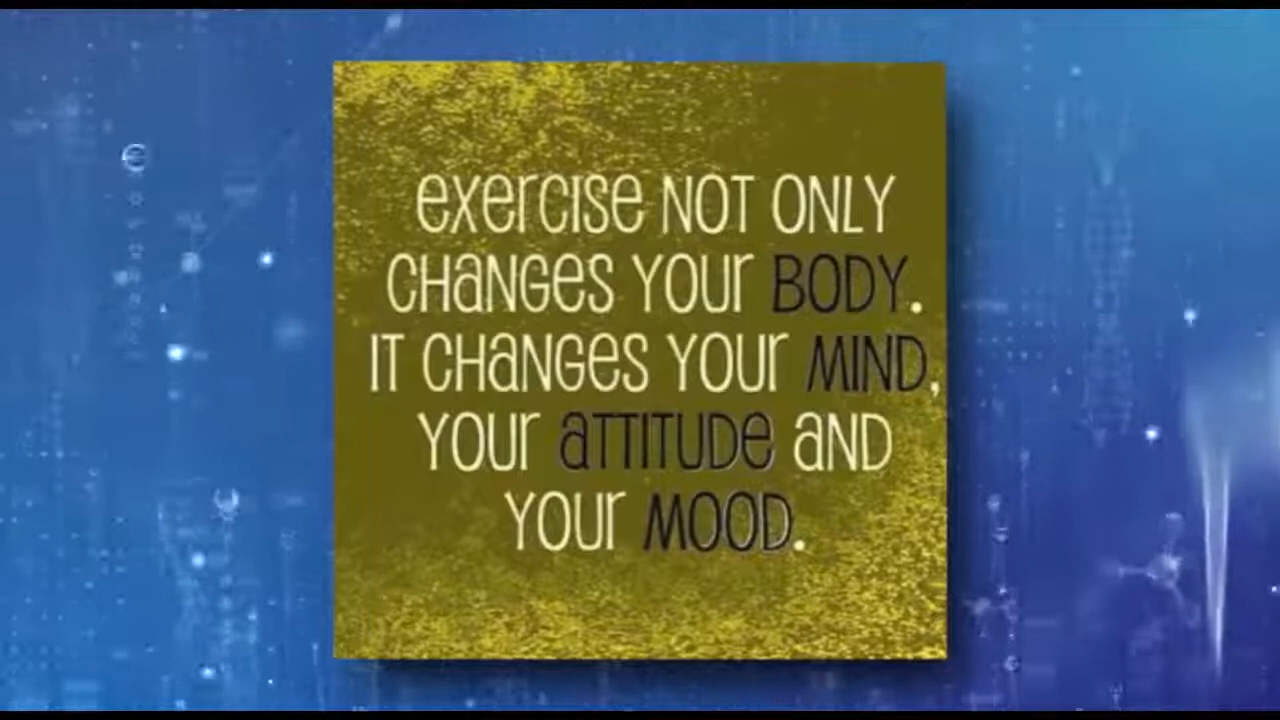 exercise NOT ONLY
CHANGES YOUR BODY.
IT CHANGES YOUR MIND,
YOUR ATTITUDE AND
YOUR MOOD.